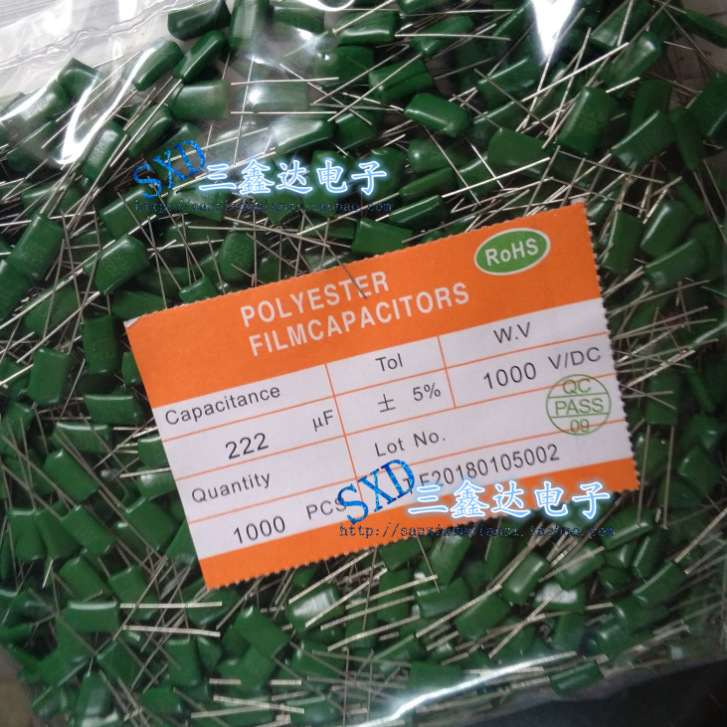 SXD 三鑫达电子
RoHS
POLYESTER
FILMCAPACITORS
Capacitance
222 μF
Tol
± 5%
W.V
1000 V/DC
QC
PASS
09
Quantity
1000 PCS
Lot No.
20180105002
SXD 三鑫达电子